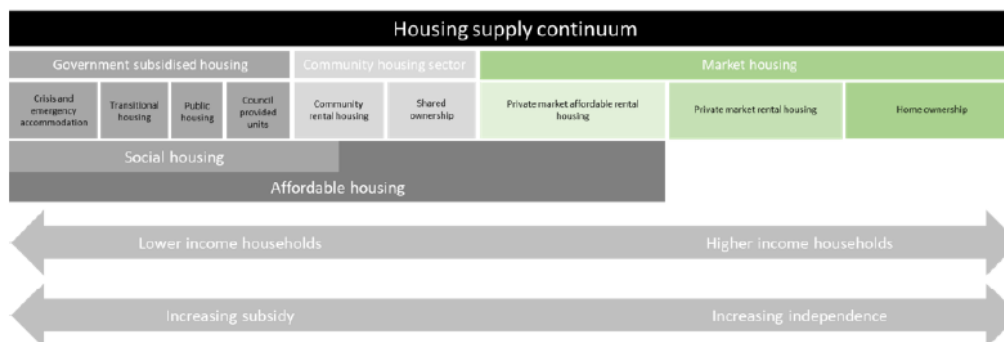 Housing supply continuum
Government subsidised housing
Community housing sector
Market housing
Crisis and
emergency
accommodation
Transitional
housing
Public
housing
Council
provided
units
Community
rental housing
Shared
ownership
Private market affordable rental
housing
Private market rental housing
Home ownership
Social housing
Affordable housing
Lower income households
Higher income households
Increasing subsidy
Increasing independence